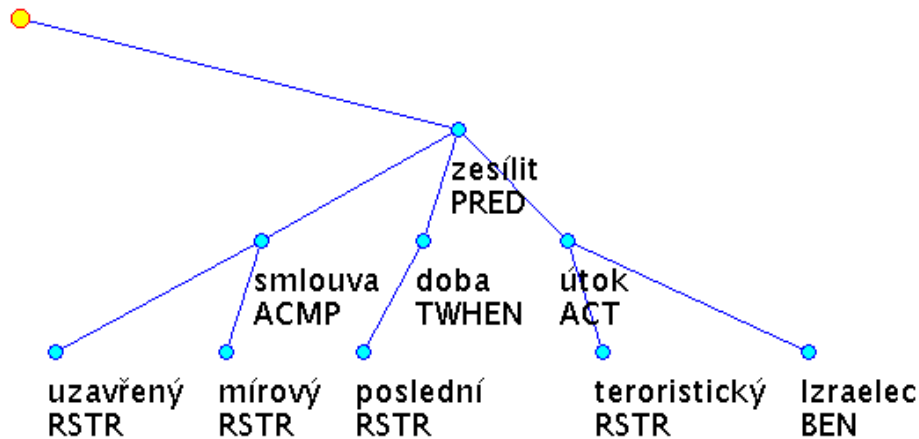 zesílit
PRED
smlouva
ACMP
doba
TWHEN
útok
ACT
uzavřený
RSTR
mírový
RSTR
poslední
RSTR
teroristický
RSTR
Izraelec
BEN